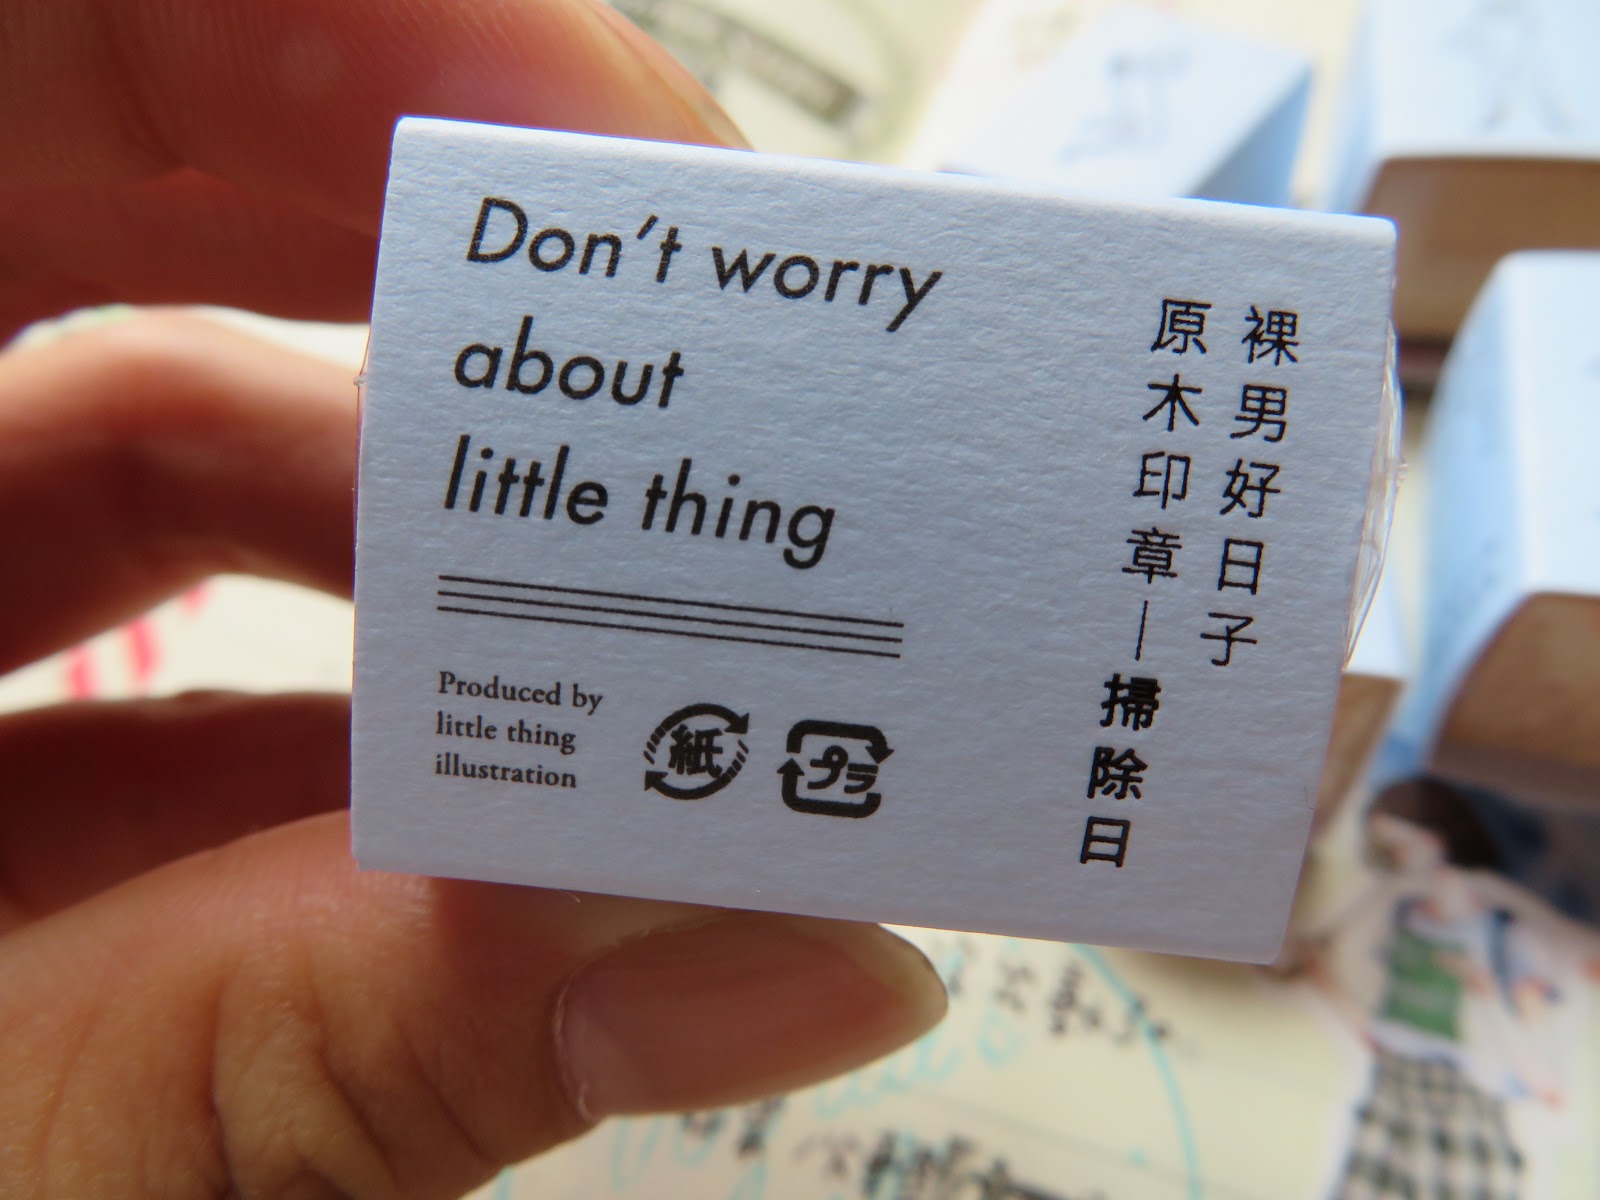 Don't worry
about
little thing
Produced by
little thing
illustration
紙
プラ
裸男好日子
原木印章—掃除日